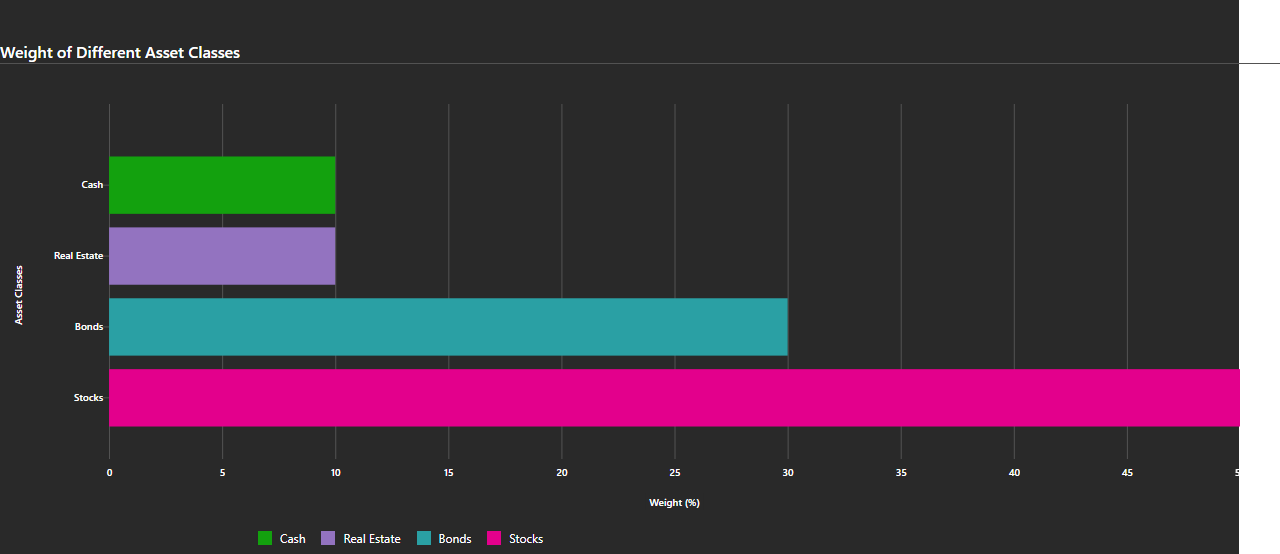 Weight of Different Asset Classes
Asset Classes
Cash
Real Estate
Bonds
Stocks
0 5 10 15 20 25 30 35 40 45
Weight (%)
Cash Real Estate Bonds Stocks